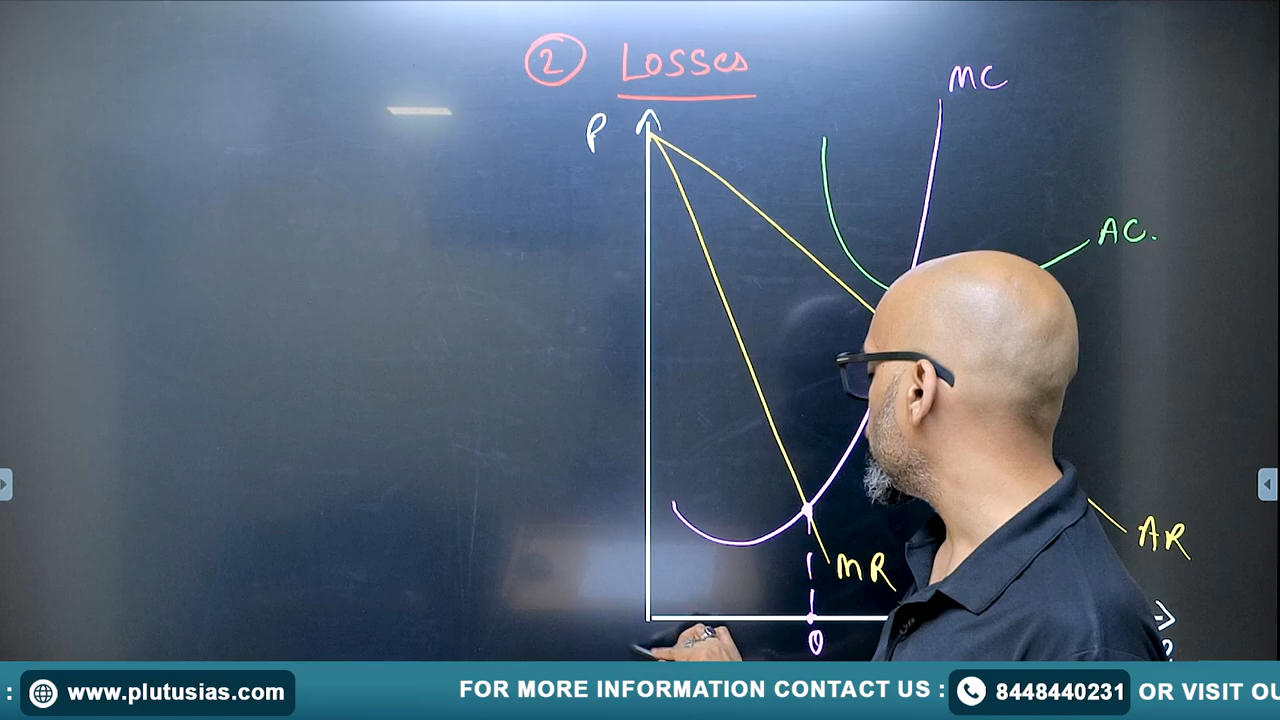 ② Losses
MC
P
AC.
AR
MR
Q
: www.plutusias.com FOR MORE INFORMATION CONTACT US : 8448440231 OR VISIT OU